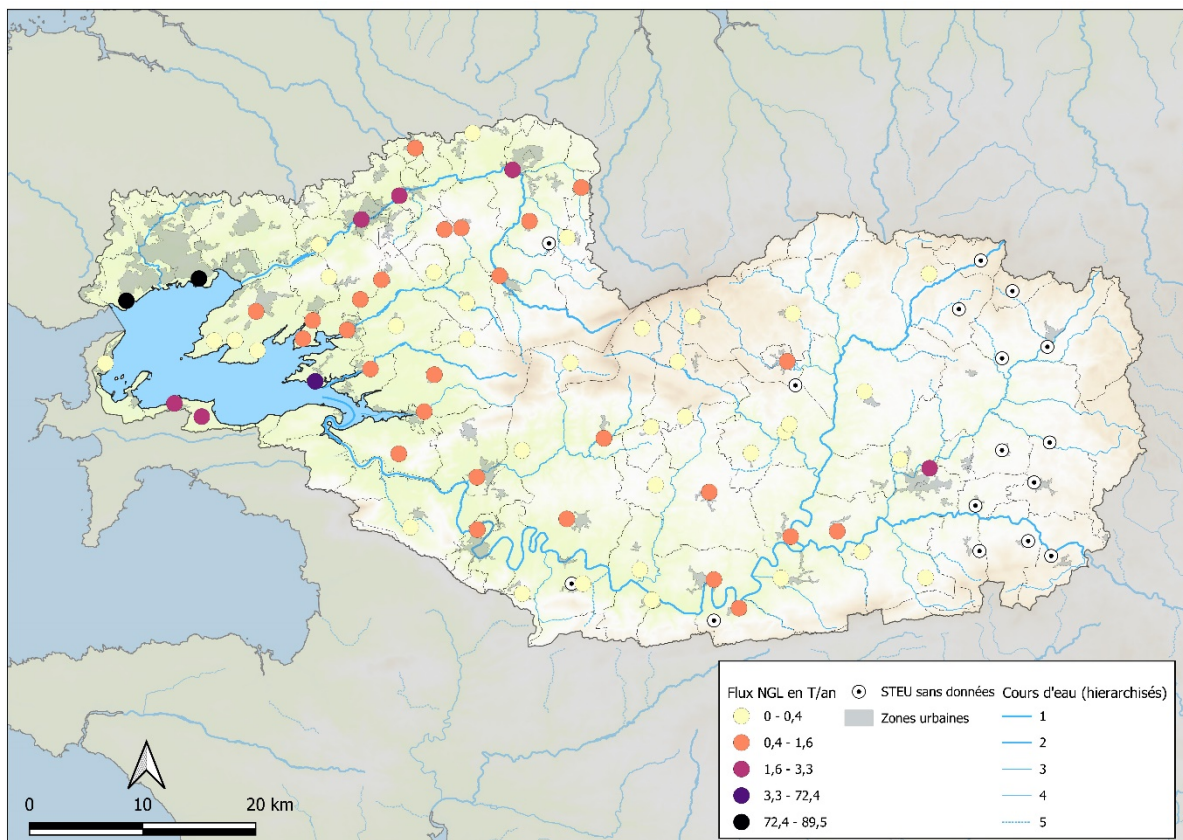 Flux NGL en T/an
0 - 0,4
0,4 - 1,6
1,6 - 3,3
3,3 - 72,4
72,4 - 89,5
STEU sans données
Zones urbaines
Cours d'eau (hierarchisés)
1
2
3
4
5
0 10 20 km